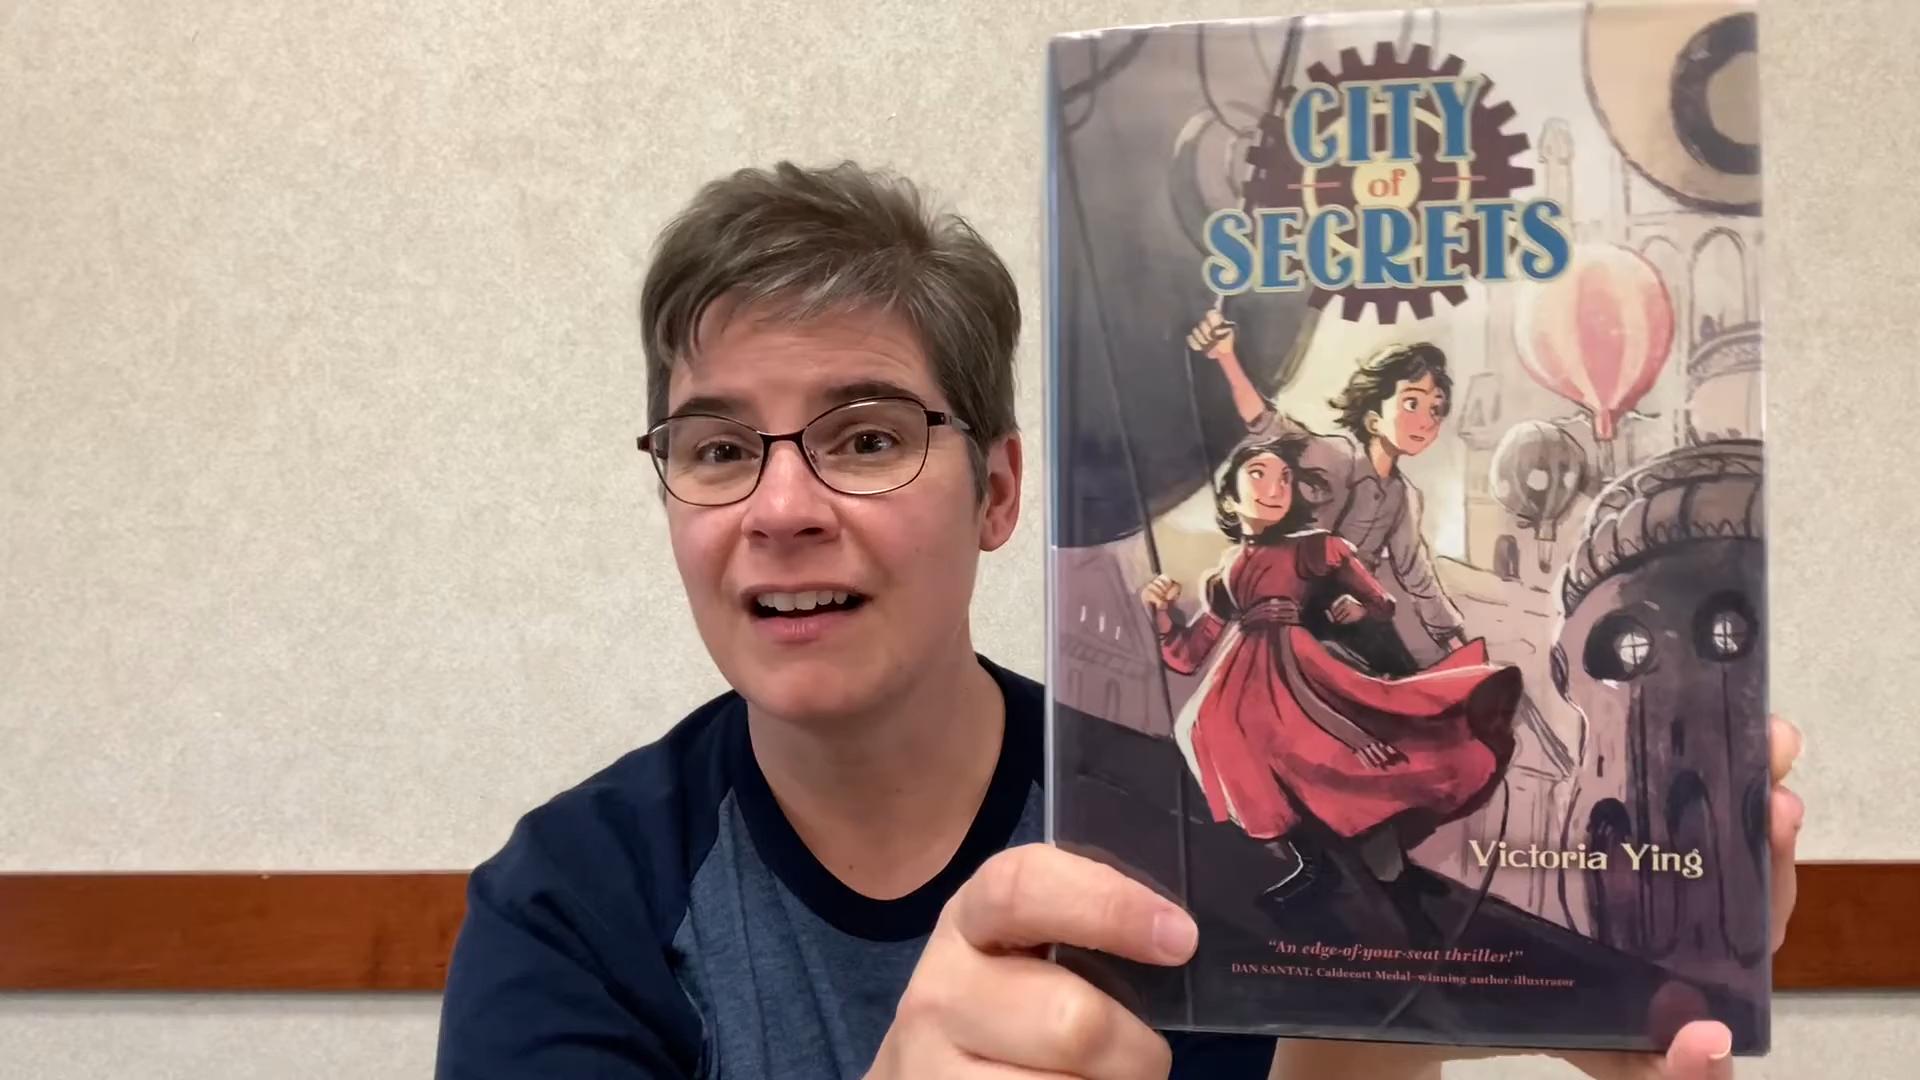 CITY
of
SECRETS
Victoria Ying
“An edge-of-your-seat thriller!”
DAN SANTAT, Caldecott Medal–winning author-illustrator